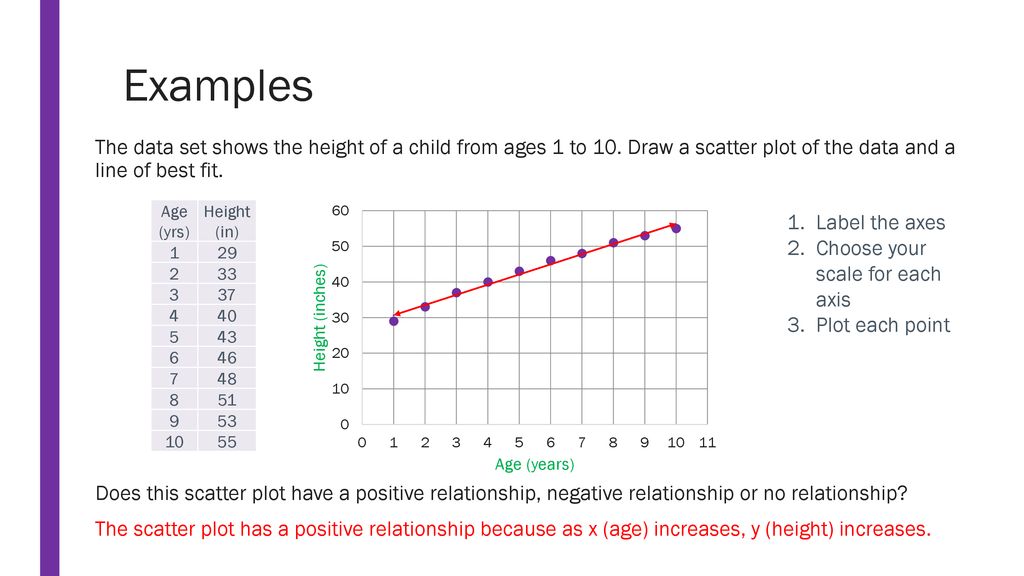 Examples
The data set shows the height of a child from ages 1 to 10. Draw a scatter plot of the data and a
line of best fit.
Age Height
(yrs) (in)
1 29
2 33
3 37
4 40
5 43
6 46
7 48
8 51
9 53
10 55
Height (inches)
60
50
40
30
20
10
0
0 1 2 3 4 5 6 7 8 9 10 11
Age (years)
1. Label the axes
2. Choose your
scale for each
axis
3. Plot each point
Does this scatter plot have a positive relationship, negative relationship or no relationship?
The scatter plot has a positive relationship because as x (age) increases, y (height) increases.